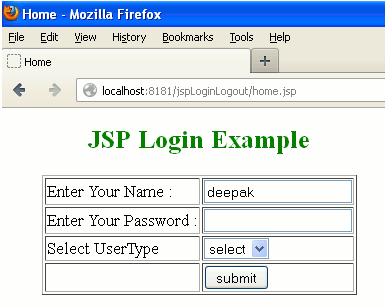 Home - Mozilla Firefox
File Edit View History Bookmarks Tools Help
Home +
localhost:8181/jspLoginLogout/home.jsp
JSP Login Example
Enter Your Name : deepak
Enter Your Password :
Select UserType select
submit